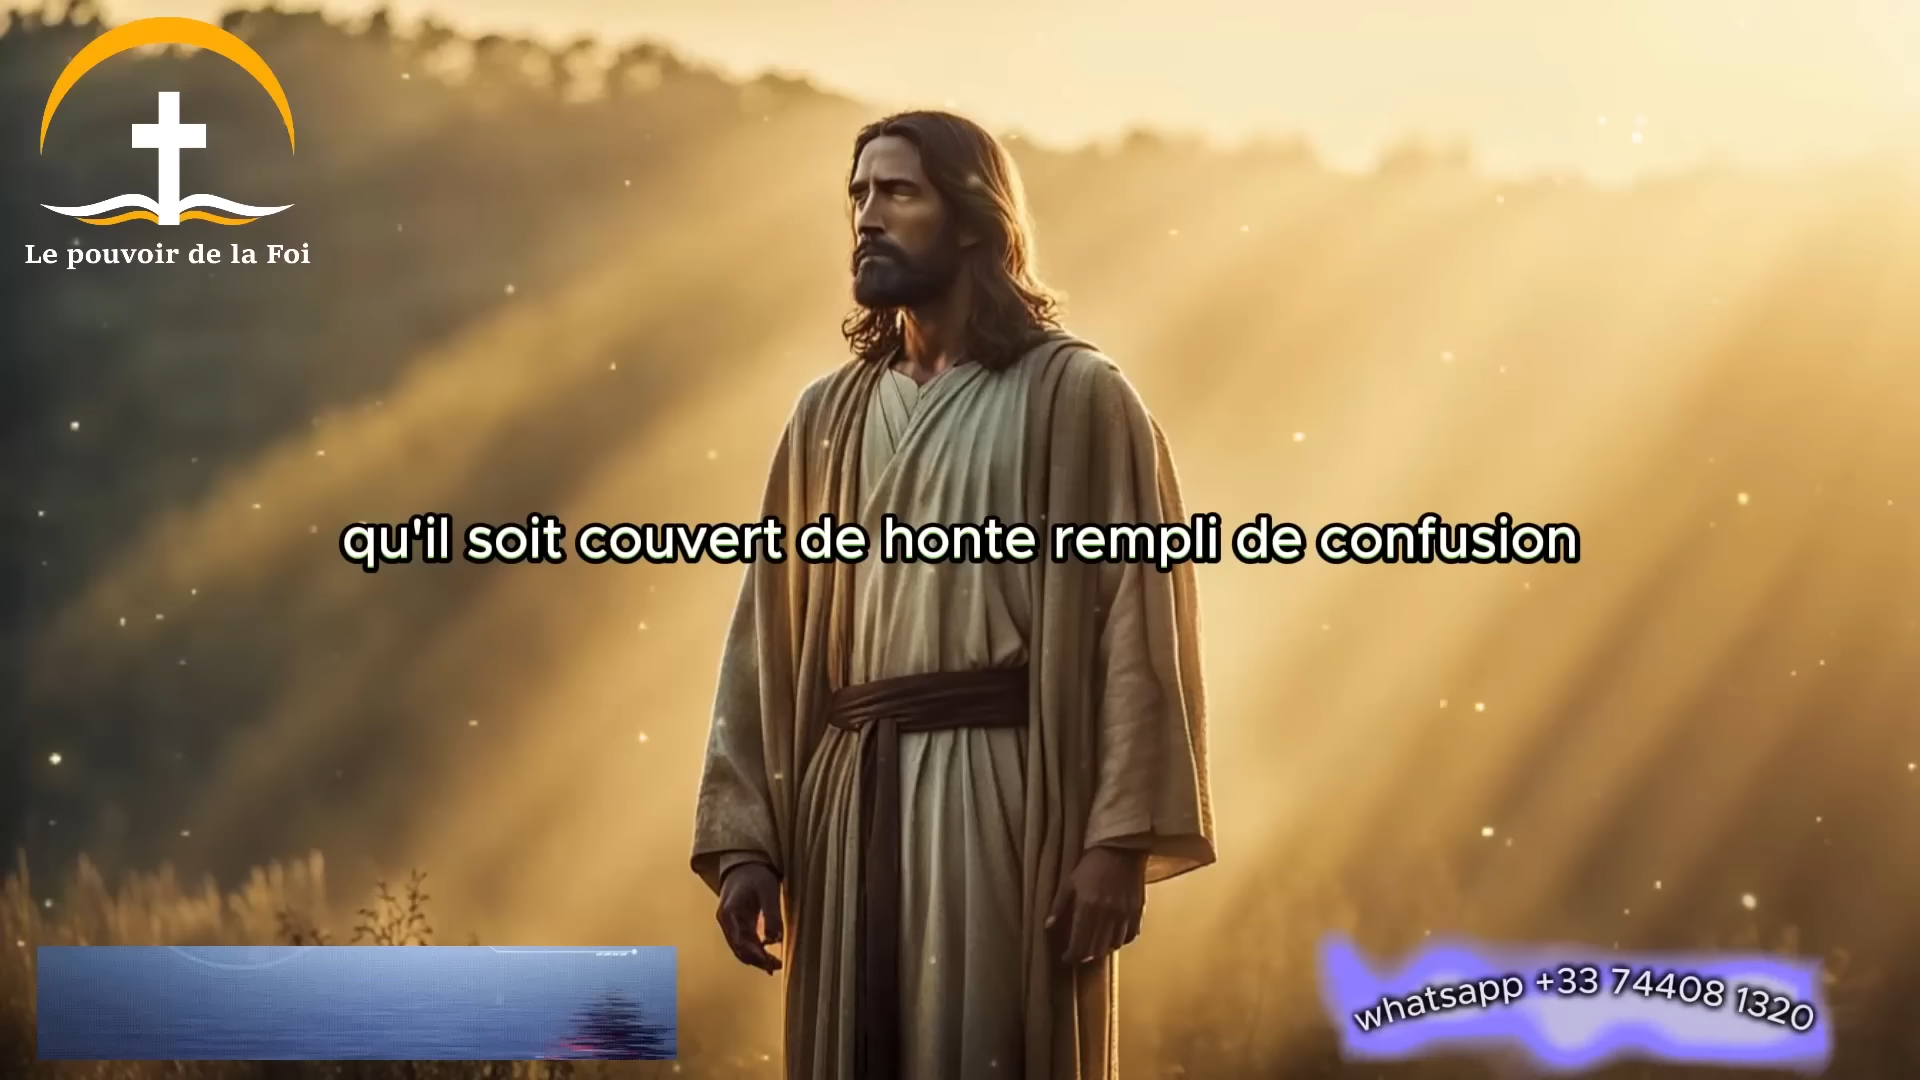 Le pouvoir de la Foi
qu'il soit couvert de honte rempli de confusion
whatsapp +33 74408 1320